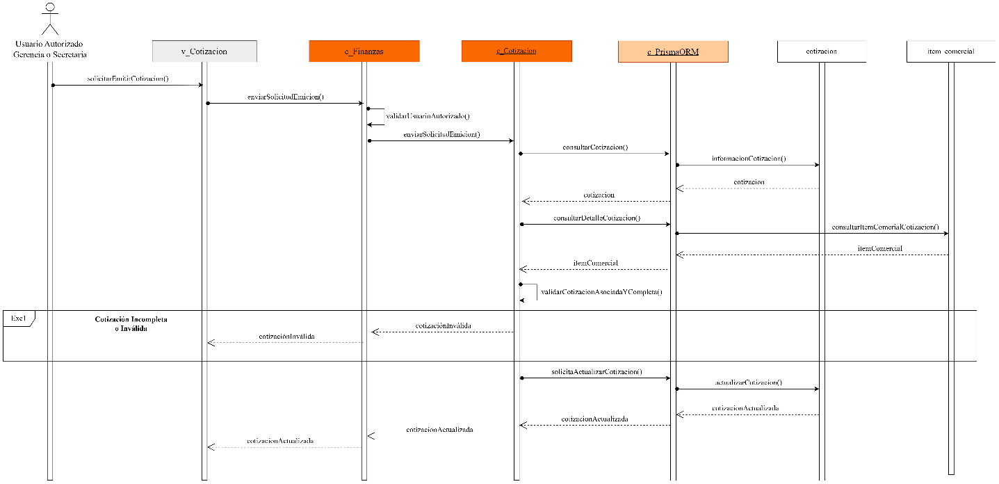 Usuario Autorizado
Gerencia o Secretaria
v_Cotizacion
c_Finanzas
c_Cotizacion
c_PrismaORM
cotizacion
item_comercial
solicitarEmitirCotizacion()
enviarSolicitudEmicion()
validarUsuarioAutorizado()
enviarSolicitudEmicion()
consultarCotizacion()
informacionCotizacion()
cotizacion
cotizacion
consultarDetalleCotizacion()
consultarItemComerialCotizacion()
itemComercial
itemComercial
validarCotizacionAsociadaYCompleta()
Exc1
Cotización Incompleta
o Inválida
cotizaciónInválida
cotizaciónInválida
solicitaActualizarCotizacion()
actualizarCotizacion()
cotizacionActualizada
cotizacionActualizada
cotizacionActualizada
cotizacionActualizada